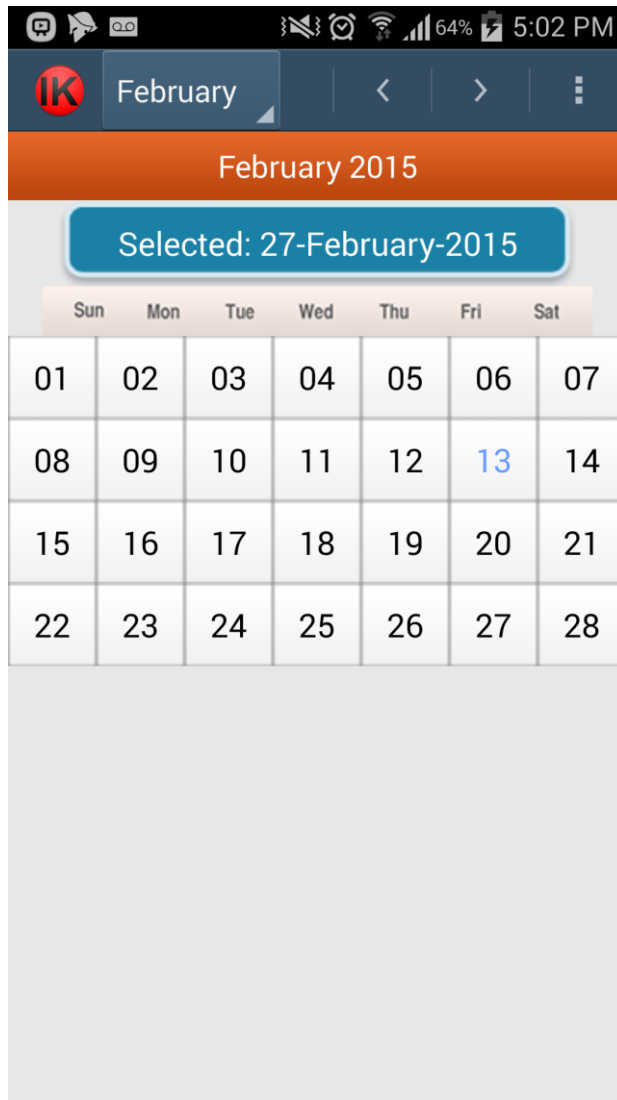 64% 5:02 PM
IK February
February 2015
Selected: 27-February-2015
Sun Mon Tue Wed Thu Fri Sat
01 02 03 04 05 06 07
08 09 10 11 12 13 14
15 16 17 18 19 20 21
22 23 24 25 26 27 28